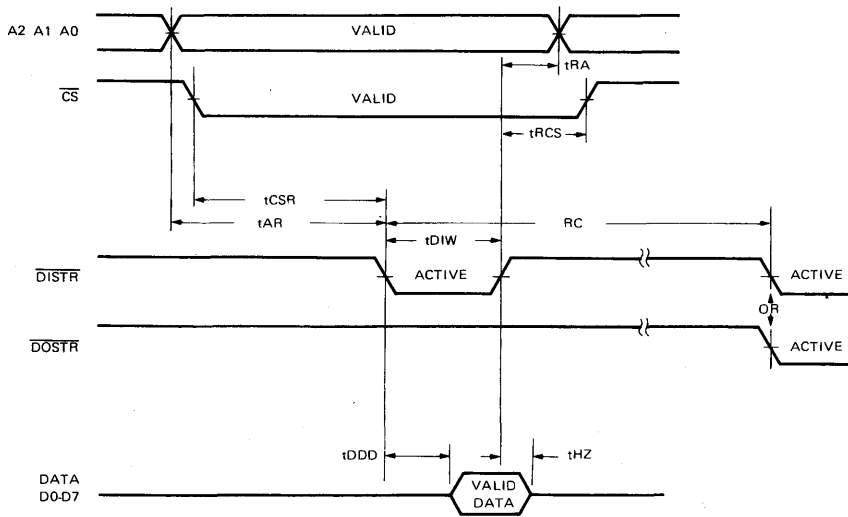 A2 A1 A0
VALID
tRA
CS
VALID
tRCS
tCSR
tAR
RC
tDIW
DISTR
ACTIVE
ACTIVE
OR
DOSTR
ACTIVE
tDDD
tHZ
DATA
D0-D7
VALID
DATA